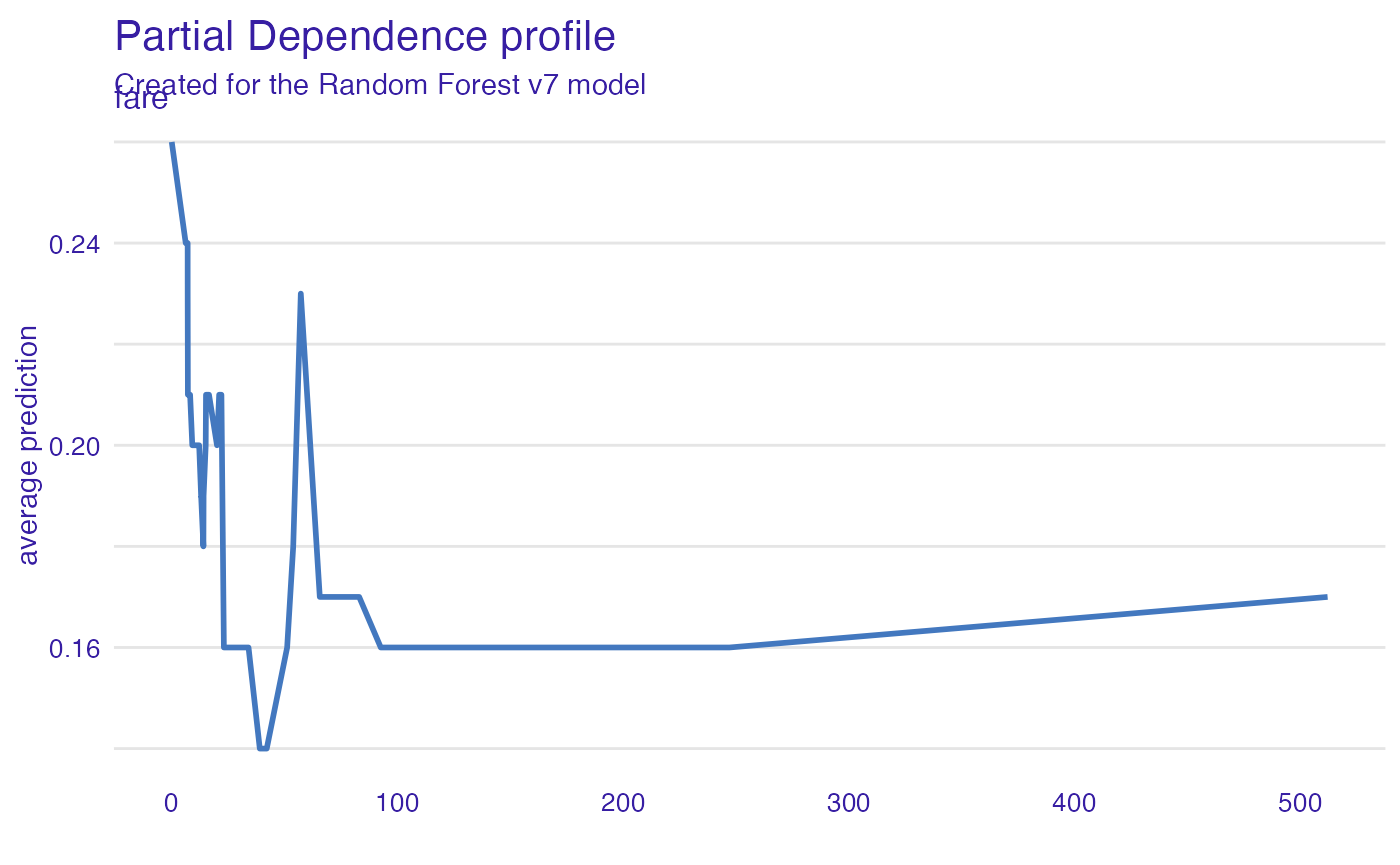 Partial Dependence profile
Created for the Random Forest v7 model
fare
average prediction
0.24
0.20
0.16
0
100
200
300
400
500